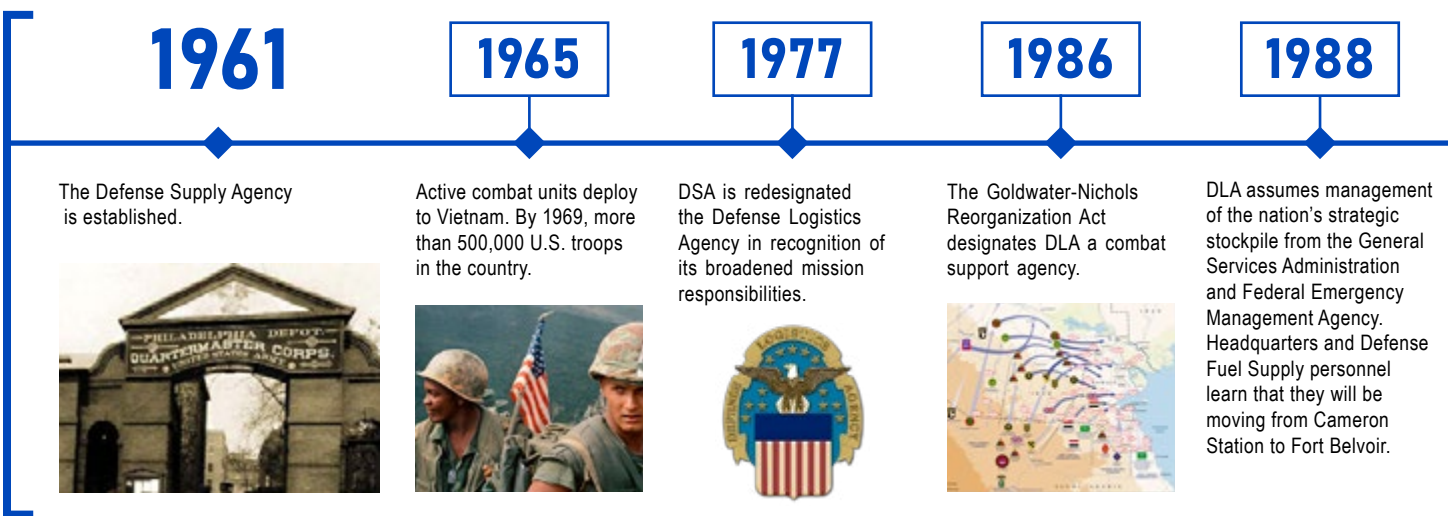 1961
1965
1977
1986
1988
The Defense Supply Agency
is established.
PHILADELPHIA DEPOT.
QUARTERMASTER CORPS.
UNITED STATES ARMY
Active combat units deploy
to Vietnam. By 1969, more
than 500,000 U.S. troops
in the country.
DSA is redesignated
the Defense Logistics
Agency in recognition of
its broadened mission
responsibilities.
DEFENSE LOGISTICS AGENCY
The Goldwater-Nichols
Reorganization Act
designates DLA a combat
support agency.
DLA assumes management
of the nation’s strategic
stockpile from the General
Services Administration
and Federal Emergency
Management Agency.
Headquarters and Defense
Fuel Supply personnel
learn that they will be
moving from Cameron
Station to Fort Belvoir.